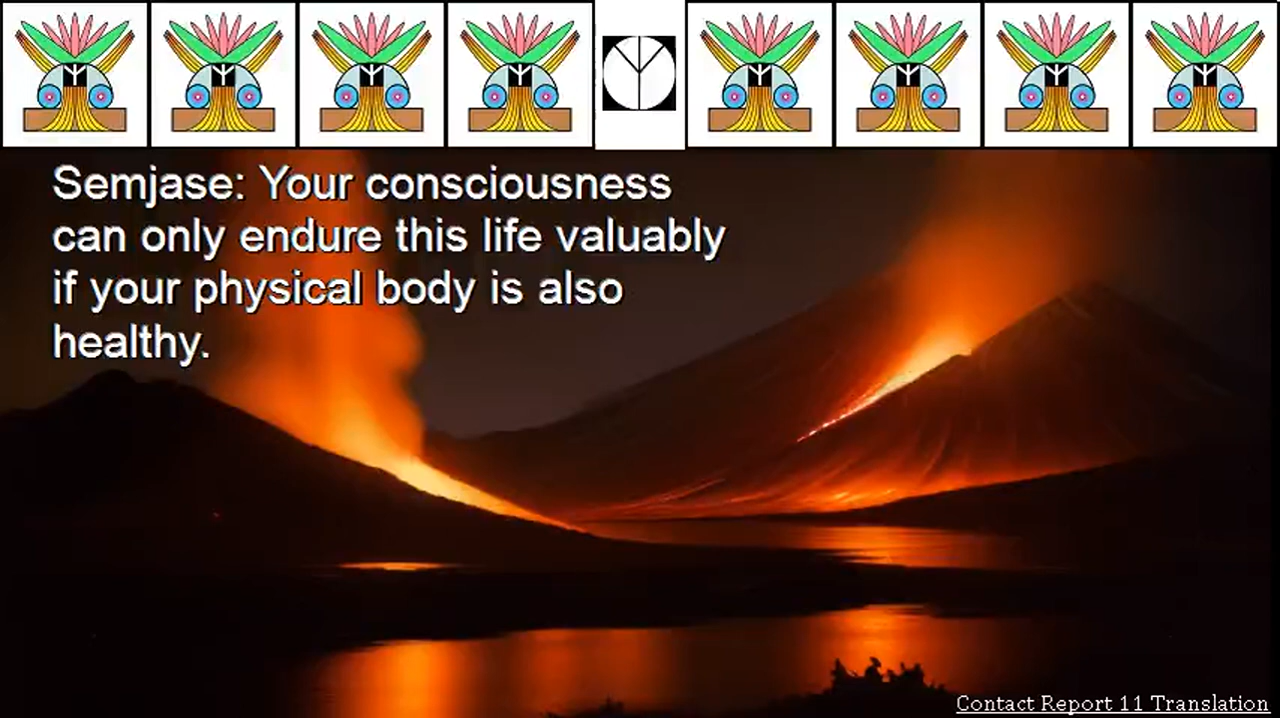 Semjase: Your consciousness
can only endure this life valuably
if your physical body is also
healthy.
Contact Report 11 Translation